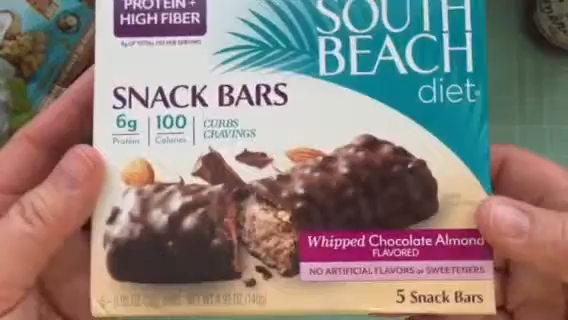 PROTEIN +
HIGH FIBER
SOUTH
BEACH
diet
SNACK BARS
6g
Protein
100
Calories
CURBS
CRAVINGS
Whipped Chocolate Almond
FLAVORED
NO ARTIFICIAL FLAVORS or SWEETENERS
5 Snack Bars